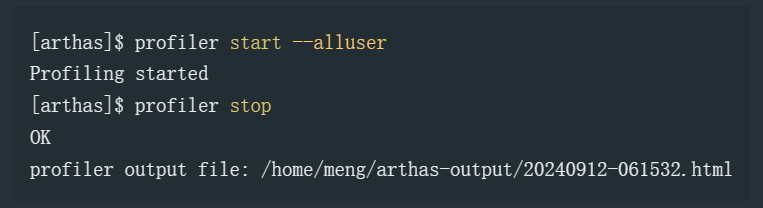 [arthas]$ profiler start --alluser
Profiling started
[arthas]$ profiler stop
OK
profiler output file: /home/meng/arthas-output/20240912-061532.html